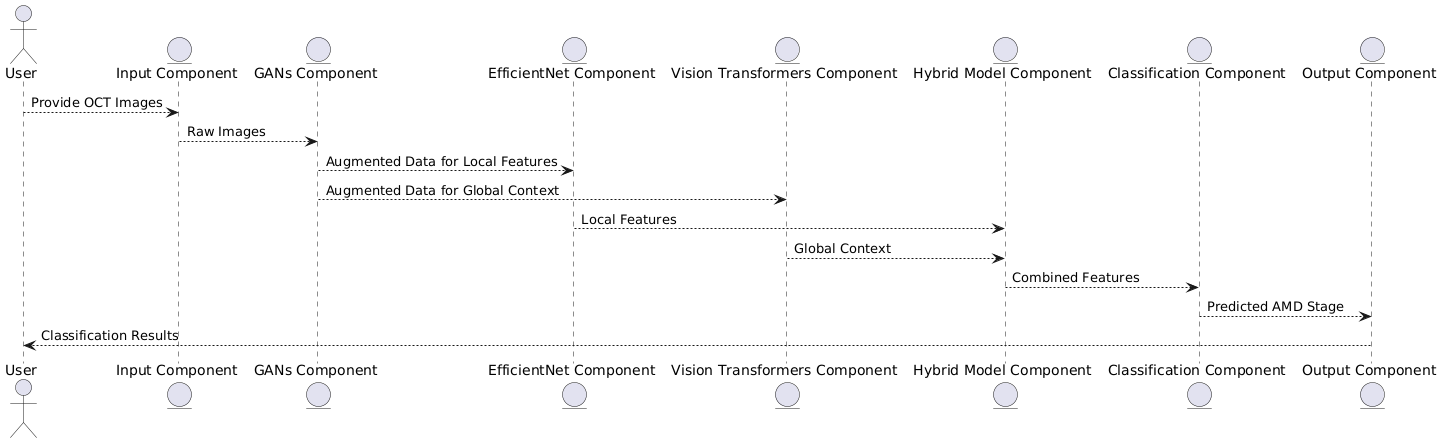 User
Input Component
GANs Component
EfficientNet Component
Vision Transformers Component
Hybrid Model Component
Classification Component
Output Component
Provide OCT Images
Raw Images
Augmented Data for Local Features
Augmented Data for Global Context
Local Features
Global Context
Combined Features
Predicted AMD Stage
Classification Results
User
Input Component
GANs Component
EfficientNet Component
Vision Transformers Component
Hybrid Model Component
Classification Component
Output Component